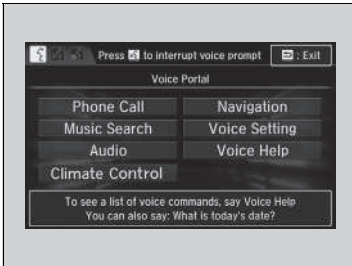 Press to interrupt voice prompt : Exit
Voice Portal
Phone Call Navigation
Music Search Voice Setting
Audio Voice Help
Climate Control
To see a list of voice commands, say Voice Help
You can also say: What is today's date?